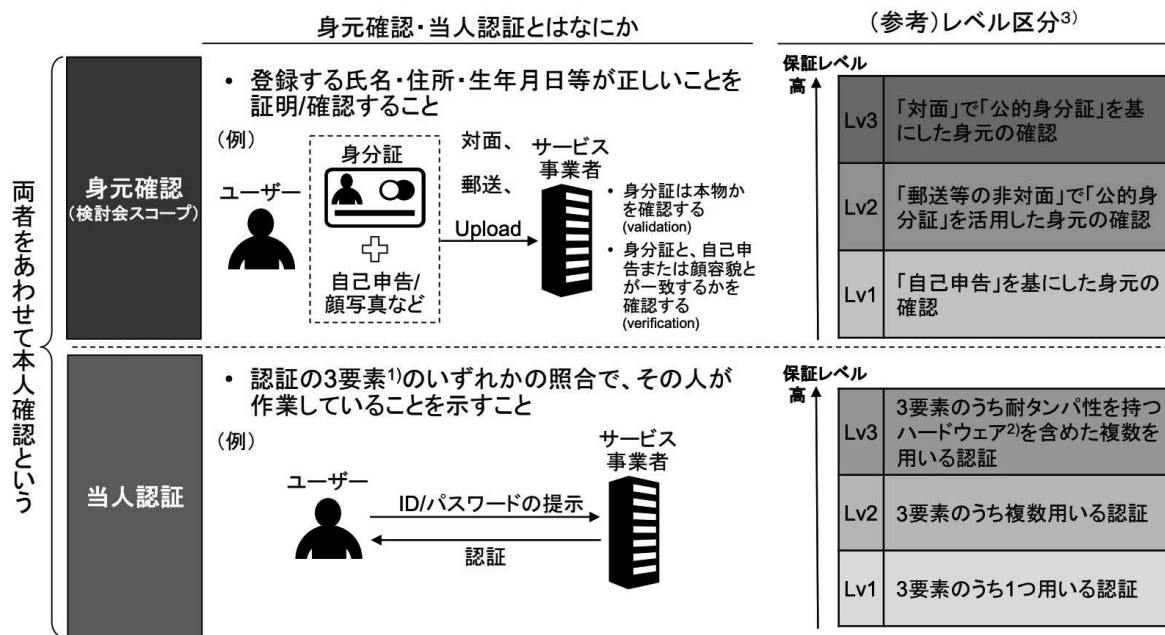 身元確認・当人認証とはなにか
(参考)レベル区分3)
両者をあわせて本人確認という
身元確認
(検討会スコープ)
• 登録する氏名・住所・生年月日等が正しいことを
証明/確認すること
(例)
ユーザー
身分証
自己申告/
顔写真など
対面、
郵送、
Upload
サービス
事業者
• 身分証は本物か
を確認する
(validation)
• 身分証と、自己申
告または顔容貌と
が一致するかを
確認する
(verification)
保証レベル
高
Lv3
「対面」で「公的身分証」を基
にした身元の確認
Lv2
「郵送等の非対面」で「公的身
分証」を活用した身元の確認
Lv1
「自己申告」を基にした身元の
確認
当人認証
• 認証の3要素1)のいずれかの照合で、その人が
作業していることを示すこと
(例)
ユーザー
ID/パスワードの提示
認証
サービス
事業者
保証レベル
高
Lv3
3要素のうち耐タンパ性を持つ
ハードウェア2)を含めた複数を
用いる認証
Lv2
3要素のうち複数用いる認証
Lv1
3要素のうち1つ用いる認証